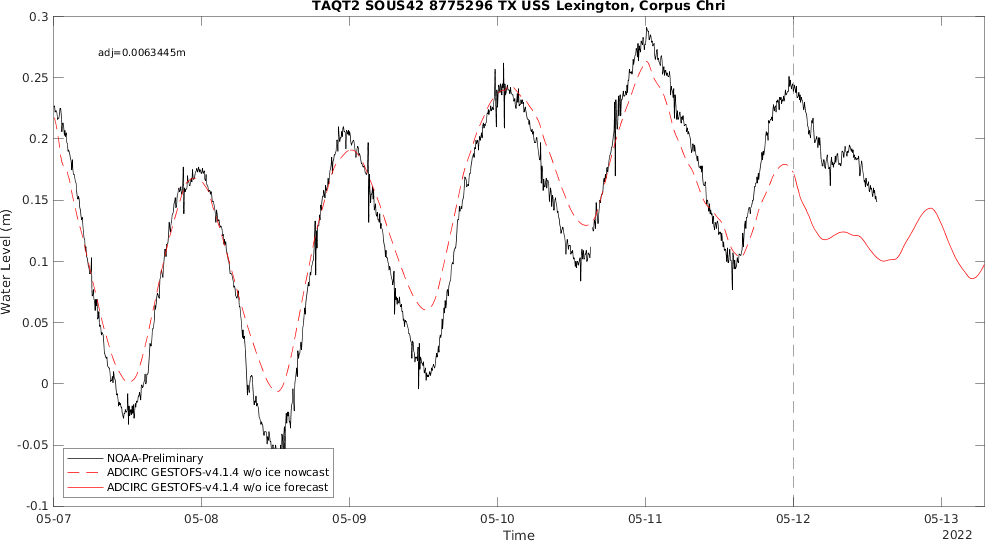 TAQT2 SOUS42 8775296 TX USS Lexington, Corpus Chri
adj=0.0063445m
0.3
0.25
0.2
0.15
0.1
0.05
0
-0.05
-0.1
Water Level (m)
NOAA-Preliminary
ADCIRC GESTOFS-v4.1.4 w/o ice nowcast
ADCIRC GESTOFS-v4.1.4 w/o ice forecast
05-07 05-08 05-09 05-10 05-11 05-12 05-13
Time
2022